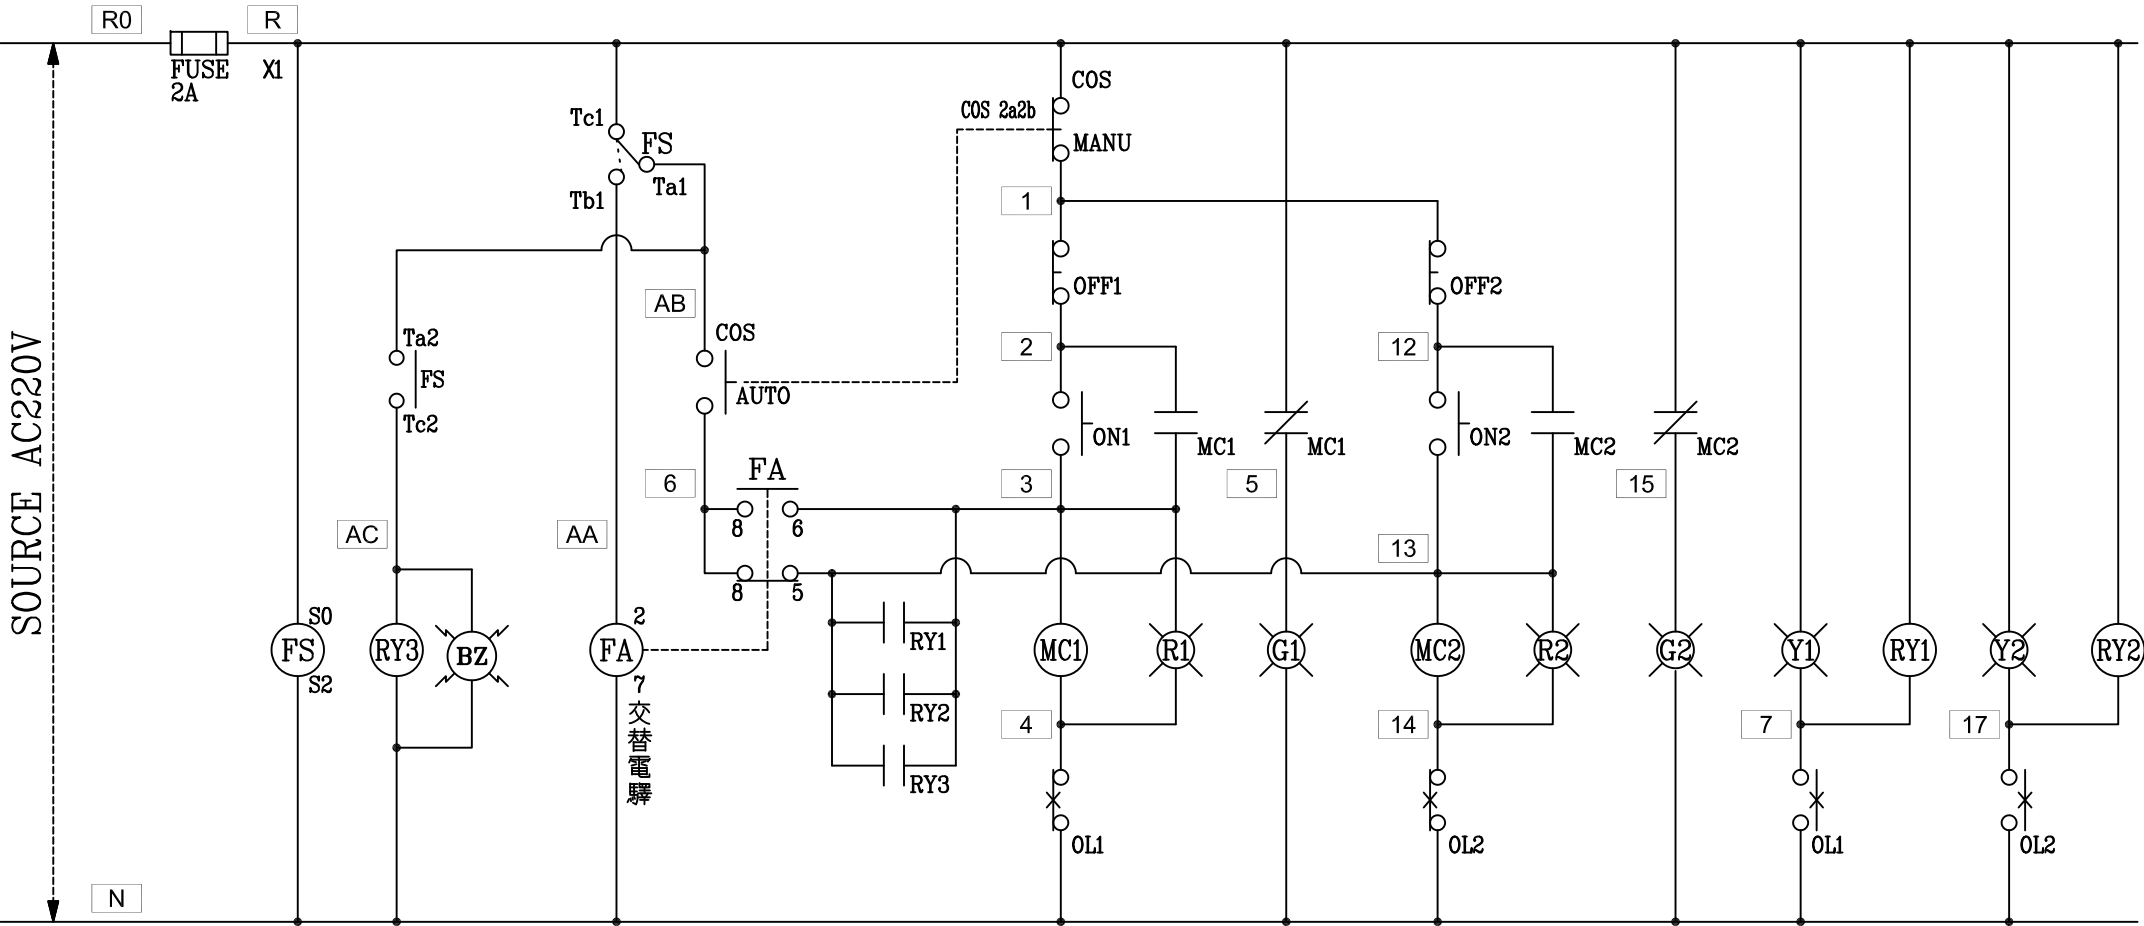 R0
R
FUSE
2A
X1
COS
Tc1
COS 2a2b
FS
MANU
Ta1
Tb1
1
OFF1
OFF2
AB
COS
Ta2
2
12
SOURCE AC220V
FS
AUTO
Tc2
ON1
MC1
MC1
ON2
MC2
MC2
FA
6
3
5
15
8
6
AC
AA
13
8
5
S0
2
FS
RY3
BZ
FA
RY1
MC1
R1
G1
MC2
R2
G2
Y1
RY1
Y2
RY2
S2
7
交
替
電
驛
RY2
4
14
7
17
RY3
OL1
OL2
OL1
OL2
N